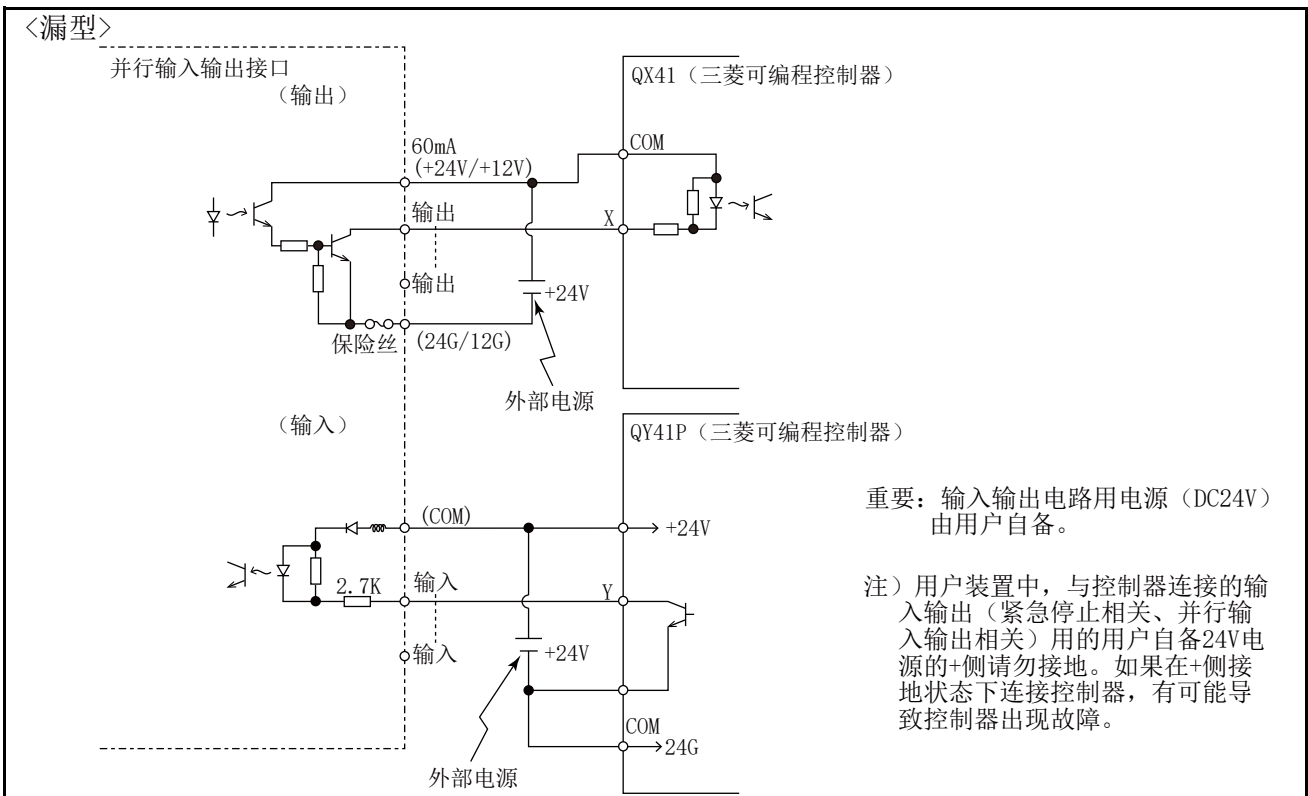 <漏型>
并行输入输出接口
（输出）
QX41（三菱可编程控制器）
60mA
(+24V/+12V)
COM
输出
X
输出
+24V
保险丝
(24G/12G)
外部电源
（输入）
QY41P（三菱可编程控制器）
(COM)
+24V
2.7K
输入
Y
输入
+24V
COM
24G
外部电源
重要：输入输出电路用电源（DC24V）
由用户自备。
注）用户装置中，与控制器连接的输
入输出（紧急停止相关、并行输
入输出相关）用的用户自备24V电
源的+侧请勿接地。如果在+侧接
地状态下连接控制器，有可能导
致控制器出现故障。